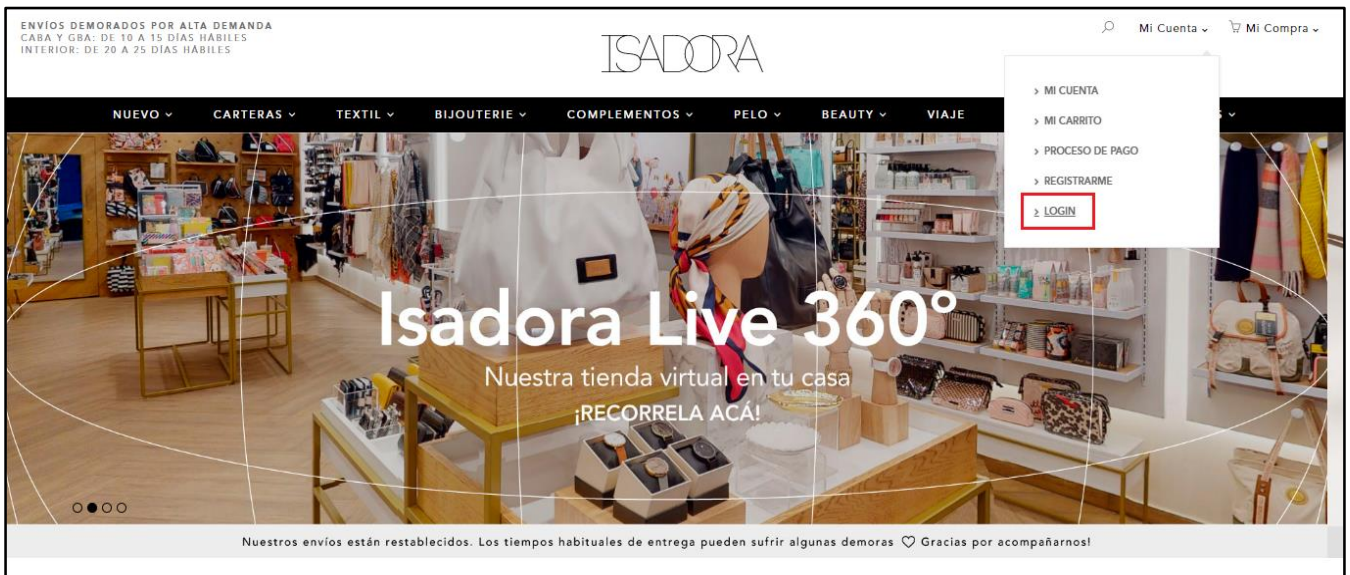 ENVÍOS DEMORADOS POR ALTA DEMANDA
CABA Y GBA: DE 10 A 15 DÍAS HÁBILES
INTERIOR: DE 20 A 25 DÍAS HÁBILES
ISADORA
Mi Cuenta
Mi Compra
> MI CUENTA
> MI CARRITO
> PROCESO DE PAGO
> REGISTRARME
> LOGIN
NUEVO CARTERAS TEXTIL BIJOUTERIE COMPLEMENTOS PELO BEAUTY VIAJE
Isadora Live 360°
Nuestra tienda virtual en tu casa
¡RECORRELA ACÁ!
Nuestros envíos están restablecidos. Los tiempos habituales de entrega pueden sufrir algunas demoras ♡ Gracias por acompañarnos!